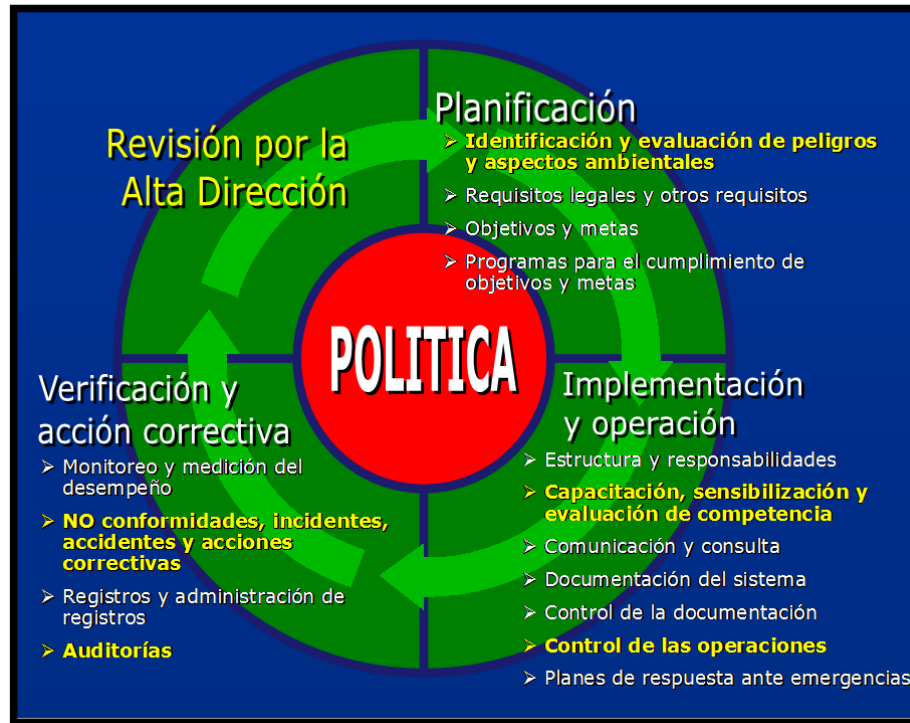 Revisión por la
Alta Dirección
Planificación
➢ Identificación y evaluación de peligros
y aspectos ambientales
➢ Requisitos legales y otros requisitos
➢ Objetivos y metas
➢ Programas para el cumplimiento de
objetivos y metas
POLITICA
Implementación
y operación
➢ Estructura y responsabilidades
➢ Capacitación, sensibilización y
evaluación de competencia
➢ Comunicación y consulta
➢ Documentación del sistema
➢ Control de la documentación
➢ Control de las operaciones
➢ Planes de respuesta ante emergencias
Verificación y
acción correctiva
➢ Monitoreo y medición del
desempeño
➢ NO conformidades, incidentes,
accidentes y acciones
correctivas
➢ Registros y administración de
registros
➢ Auditorías